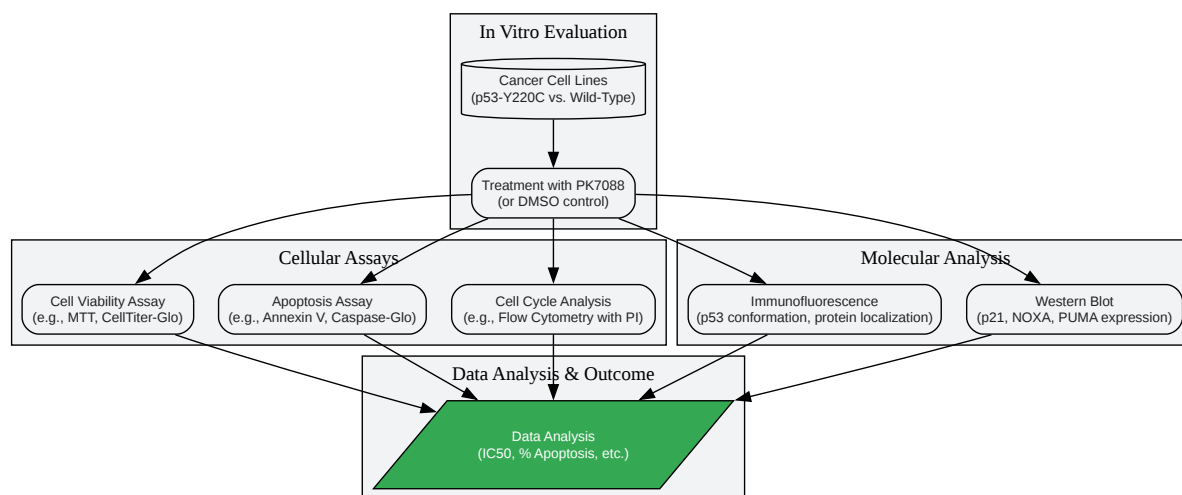 In Vitro Evaluation
Cancer Cell Lines
(p53-Y220C vs. Wild-Type)
Treatment with PK7088
(or DMSO control)
Cellular Assays
Molecular Analysis
Cell Viability Assay
(e.g., MTT, CellTiter-Glo)
Apoptosis Assay
(e.g., Annexin V, Caspase-Glo)
Cell Cycle Analysis
(e.g., Flow Cytometry with PI)
Immunofluorescence
(p53 conformation, protein localization)
Western Blot
(p21, NOXA, PUMA expression)
Data Analysis & Outcome
Data Analysis
(IC50, % Apoptosis, etc.)